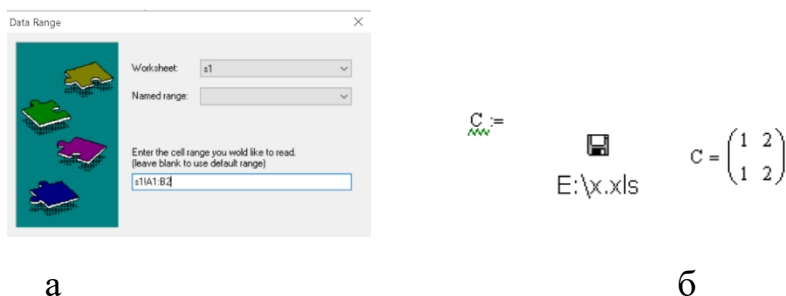 Data Range
Worksheet: s1
Named range:
Enter the cell range you wold like to read.
(leave blank to use default range)
s1!A1:B2
C :=
E:\x.xls
C = (1 2
1 2)
а
б